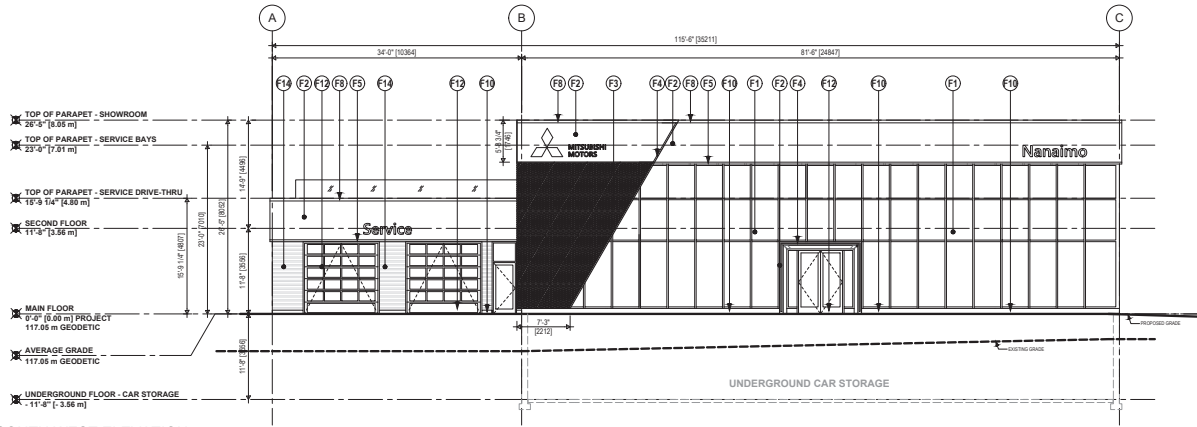 A
B
C
115'-6" [35211]
34'-0" [10364]
81'-6" [24847]
F14
F2
F12
F8
F5
F14
F12
F10
F8
F2
F3
F4
F2
F8
F5
F10
F1
F2
F4
F12
F10
F1
F10
TOP OF PARAPET - SHOWROOM
26'-5" [8.05 m]
TOP OF PARAPET - SERVICE BAYS
23'-0" [7.01 m]
TOP OF PARAPET - SERVICE DRIVE-THRU
15'-9 1/4" [4.80 m]
SECOND FLOOR
11'-8" [3.56 m]
MAIN FLOOR
0'-0" [0.00 m] PROJECT
117.05 m GEODETIC
AVERAGE GRADE
117.05 m GEODETIC
UNDERGROUND FLOOR - CAR STORAGE
- 11'-8" [- 3.56 m]
15'-9 1/4" [4807]
23'-0" [7010]
26'-5" [8052]
14'-9" [4496]
11'-8" [3556]
11'-8" [3556]
5'-8 3/4"
[1746]
MITSUBISHI
MOTORS
Nanaimo
Service
7'-3"
[2212]
PROPOSED GRADE
EXISTING GRADE
UNDERGROUND CAR STORAGE